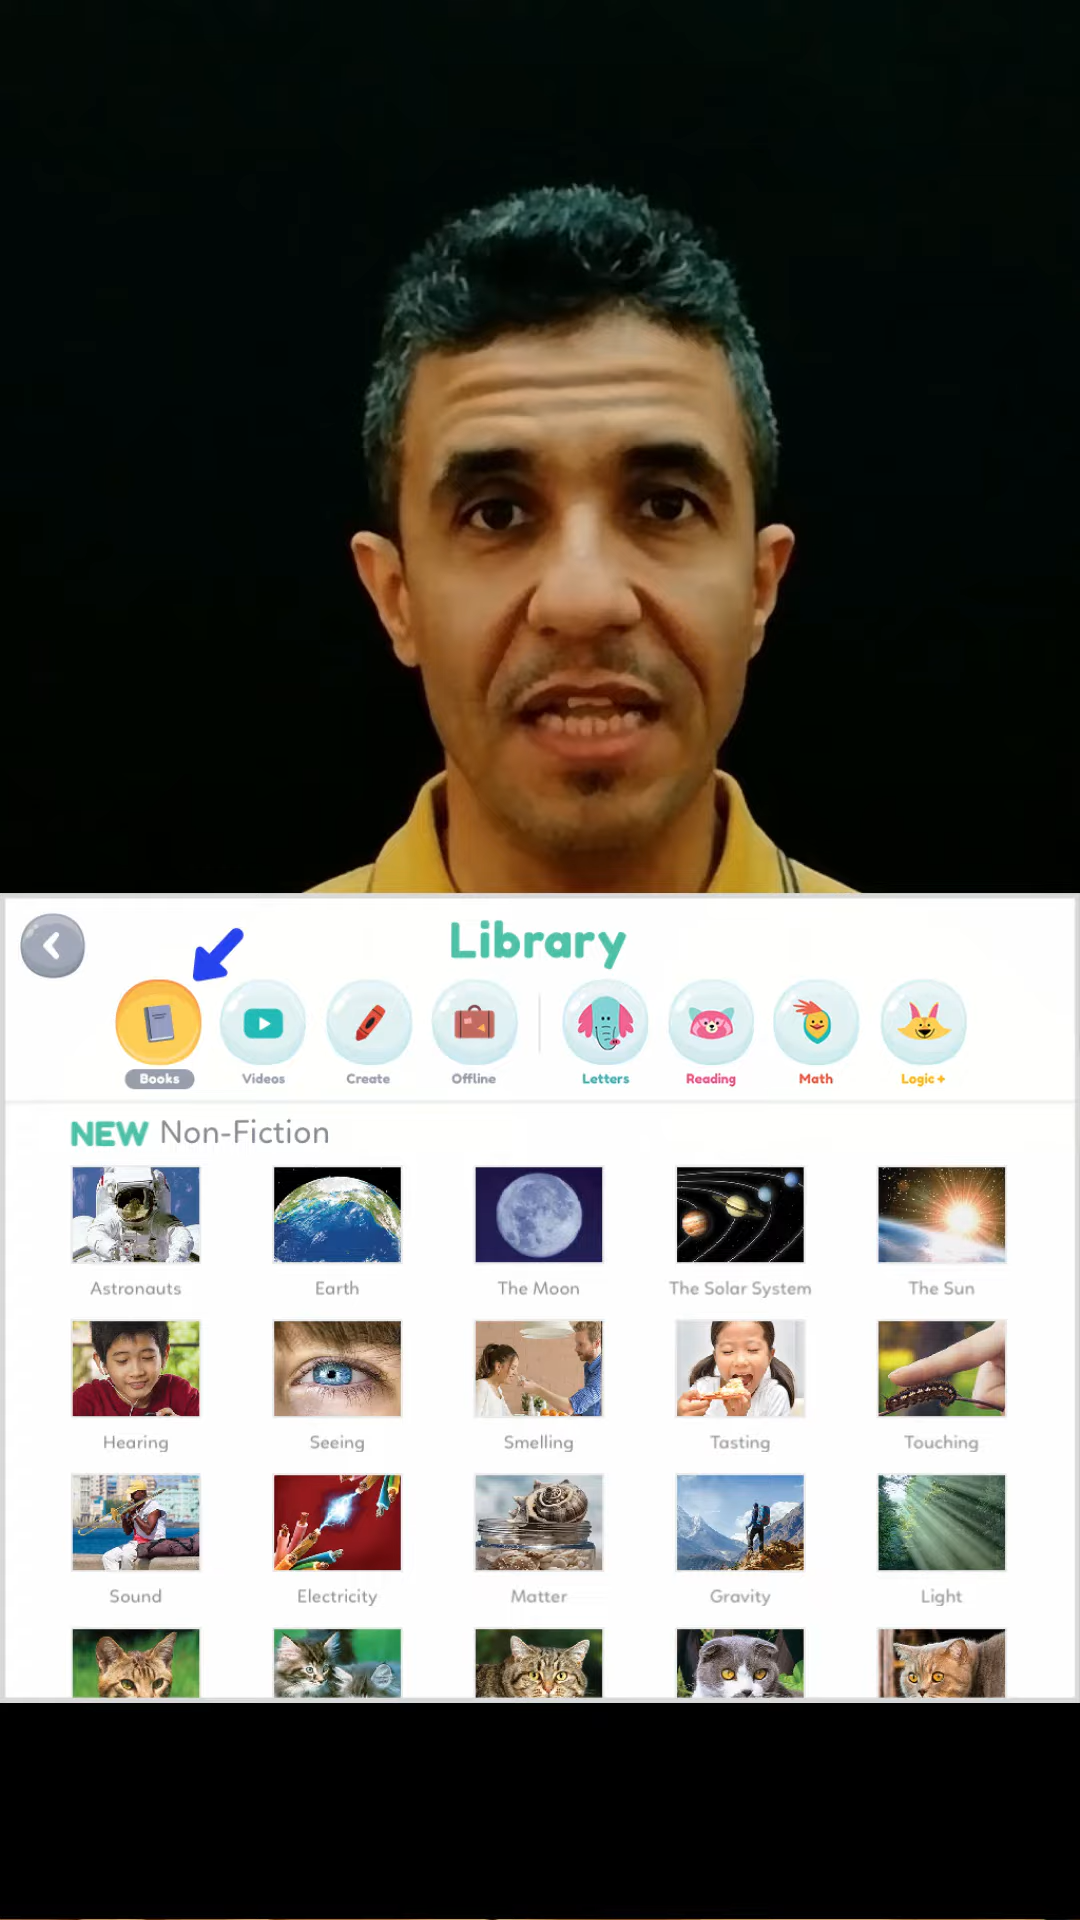 Library
Books Videos Create Offline Letters Reading Math Logic +
NEW Non-Fiction
Astronauts Earth The Moon The Solar System The Sun
Hearing Seeing Smelling Tasting Touching
Sound Electricity Matter Gravity Light